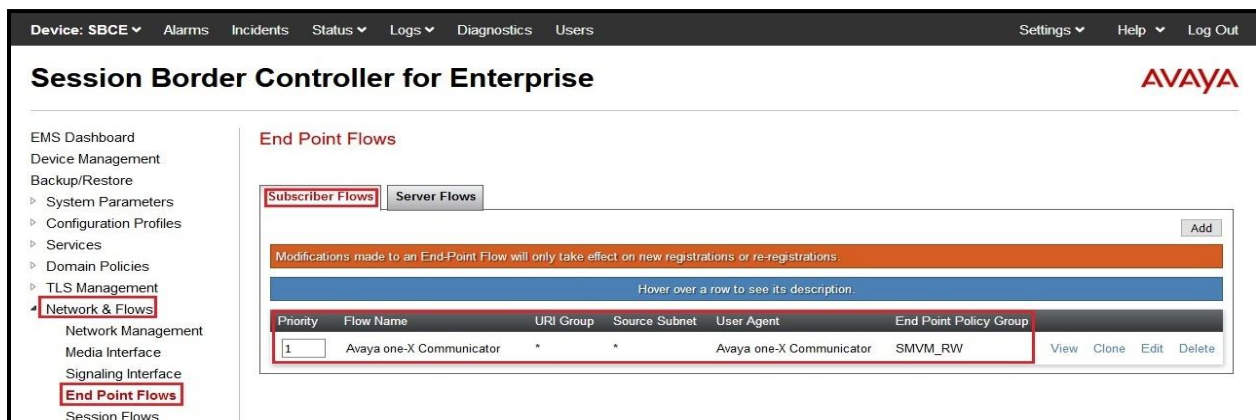 Device: SBCE Alarms Incidents Status Logs Diagnostics Users Settings Help Log Out
Session Border Controller for Enterprise
AVAYA
EMS Dashboard
Device Management
Backup/Restore
System Parameters
Configuration Profiles
Services
Domain Policies
TLS Management
Network & Flows
Network Management
Media Interface
Signaling Interface
End Point Flows
Session Flows
End Point Flows
Subscriber Flows Server Flows
Add
Modifications made to an End-Point Flow will only take effect on new registrations or re-registrations.
Hover over a row to see its description.
Priority Flow Name URI Group Source Subnet User Agent End Point Policy Group
1 Avaya one-X Communicator * * Avaya one-X Communicator SMVM_RW View Clone Edit Delete